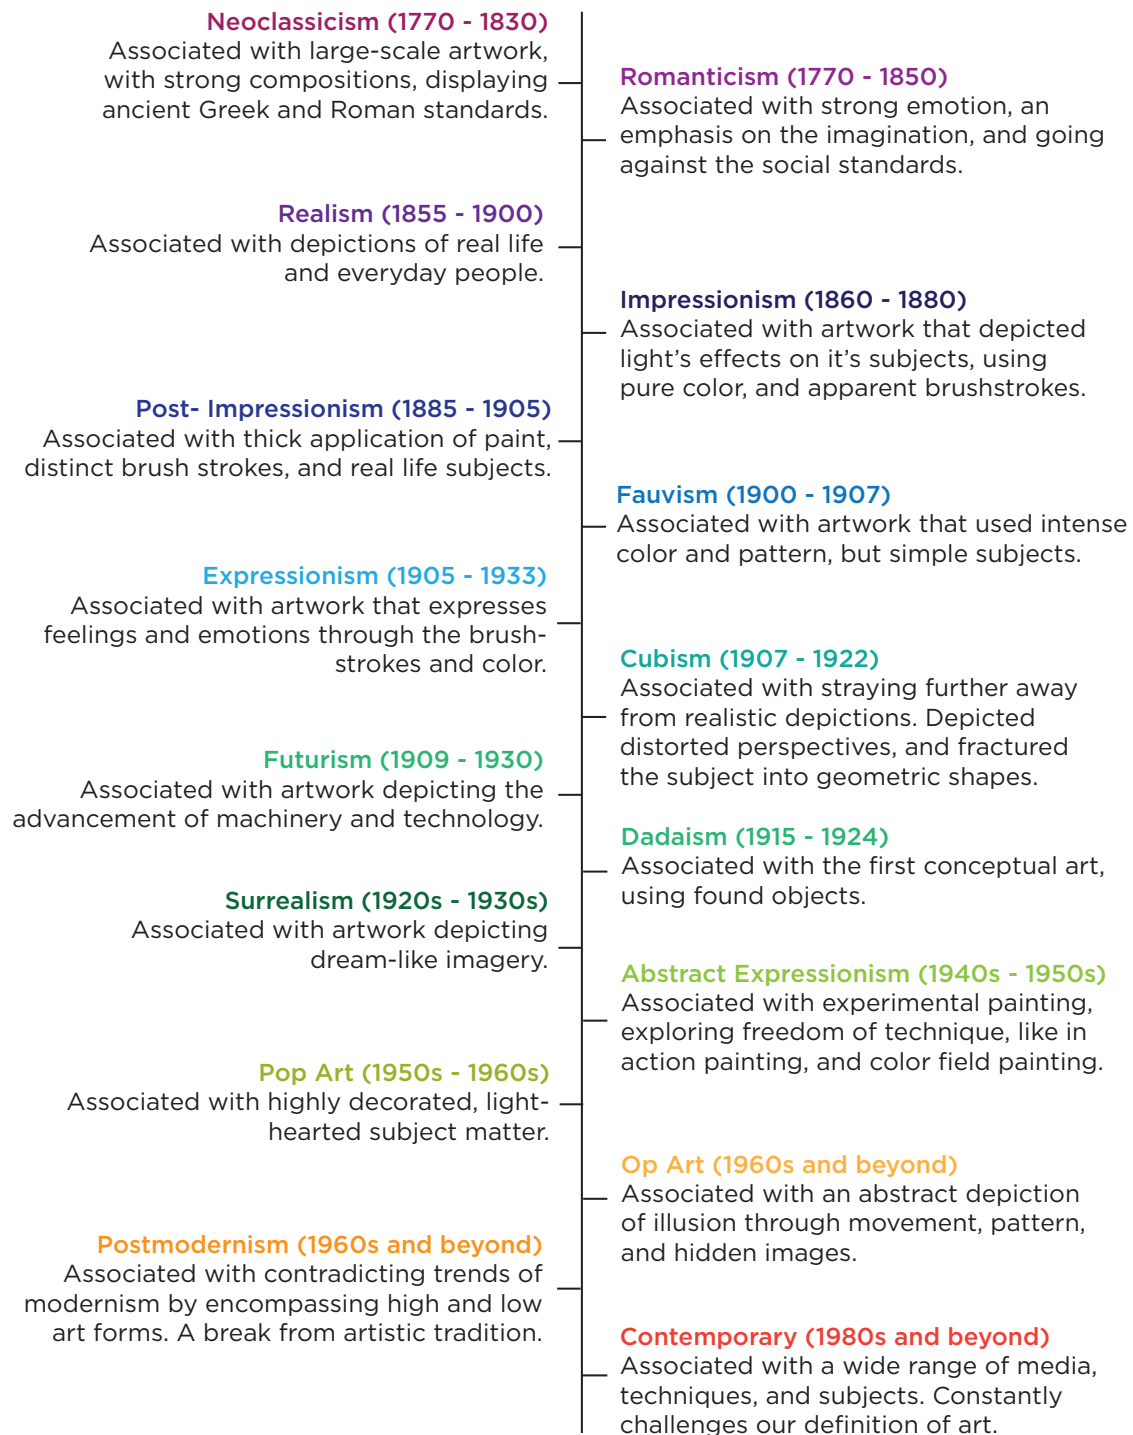 Neoclassicism (1770 - 1830)
Associated with large-scale artwork,
with strong compositions, displaying
ancient Greek and Roman standards.
Romanticism (1770 - 1850)
Associated with strong emotion, an
emphasis on the imagination, and going
against the social standards.
Realism (1855 - 1900)
Associated with depictions of real life
and everyday people.
Impressionism (1860 - 1880)
Associated with artwork that depicted
light's effects on it's subjects, using
pure color, and apparent brushstrokes.
Post- Impressionism (1885 - 1905)
Associated with thick application of paint,
distinct brush strokes, and real life subjects.
Fauvism (1900 - 1907)
Associated with artwork that used intense
color and pattern, but simple subjects.
Expressionism (1905 - 1933)
Associated with artwork that expresses
feelings and emotions through the brush-
strokes and color.
Cubism (1907 - 1922)
Associated with straying further away
from realistic depictions. Depicted
distorted perspectives, and fractured
the subject into geometric shapes.
Futurism (1909 - 1930)
Associated with artwork depicting the
advancement of machinery and technology.
Dadaism (1915 - 1924)
Associated with the first conceptual art,
using found objects.
Surrealism (1920s - 1930s)
Associated with artwork depicting
dream-like imagery.
Abstract Expressionism (1940s - 1950s)
Associated with experimental painting,
exploring freedom of technique, like in
action painting, and color field painting.
Pop Art (1950s - 1960s)
Associated with highly decorated, light-
hearted subject matter.
Op Art (1960s and beyond)
Associated with an abstract depiction
of illusion through movement, pattern,
and hidden images.
Postmodernism (1960s and beyond)
Associated with contradicting trends of
modernism by encompassing high and low
art forms. A break from artistic tradition.
Contemporary (1980s and beyond)
Associated with a wide range of media,
techniques, and subjects. Constantly
challenges our definition of art.